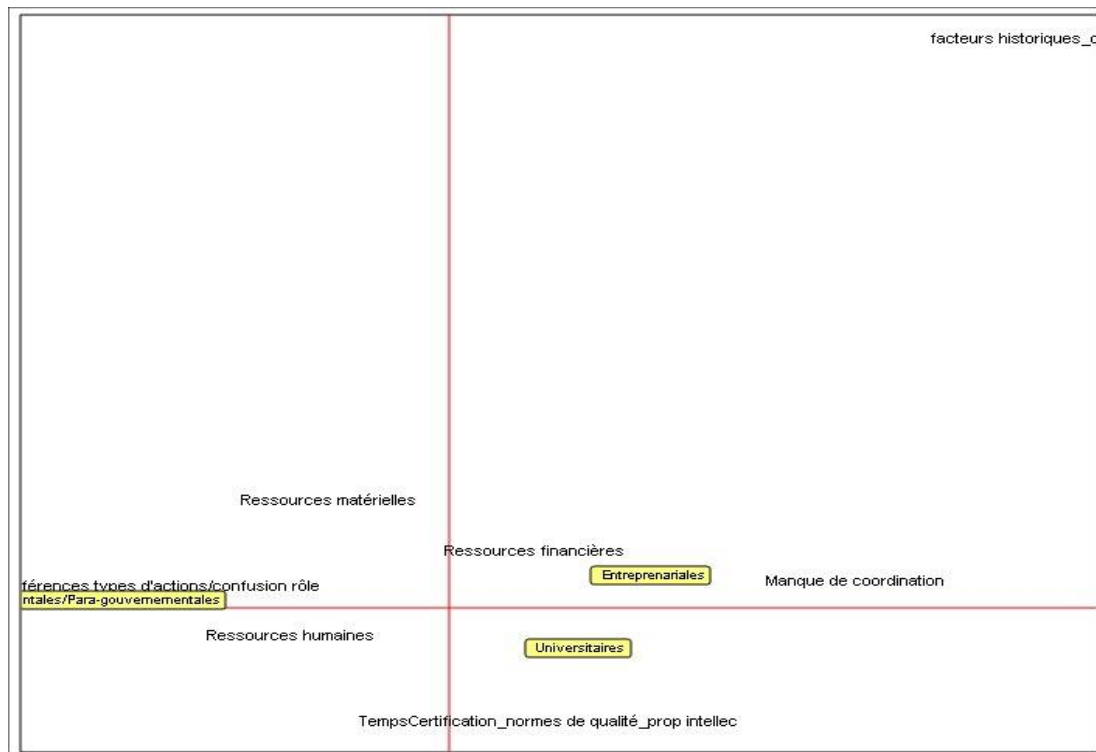 facteurs historiques_c
Ressources matérielles
Ressources financières
Entreprenariales
Manque de coordination
férences types d'actions/confusion rôle
ntales/Para-gouvernementales
Ressources humaines
Universitaires
TempsCertification_normes de qualité_prop intellec